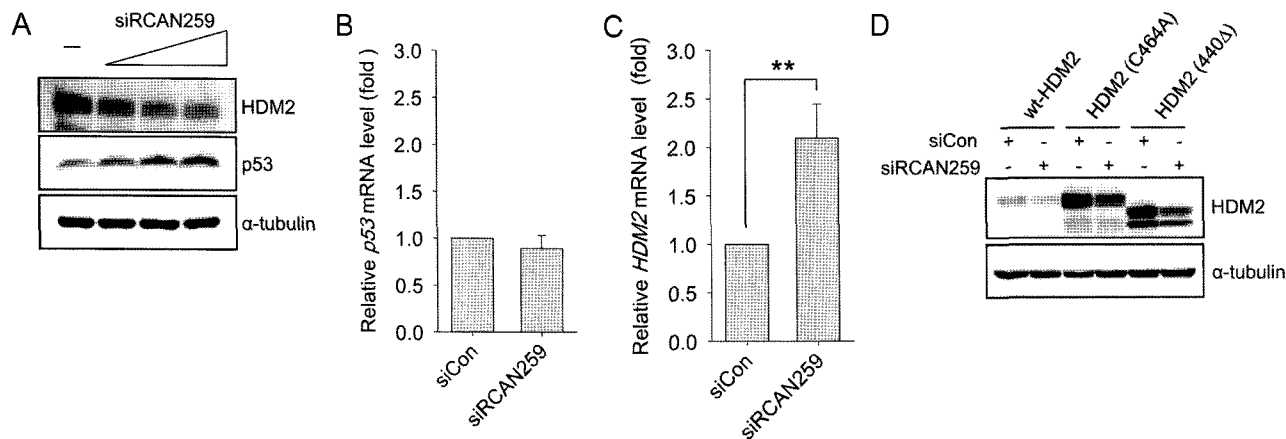 A
siRCAN259
–
HDM2
p53
α-tubulin
B
Relative p53 mRNA level (fold )
3.0
2.5
2.0
1.5
1.0
0.5
0.0
siCon
siRCAN259
C
Relative HDM2 mRNA level (fold)
3.0
2.5
2.0
1.5
1.0
0.5
0.0
**
siCon
siRCAN259
D
wt-HDM2
HDM2 (C464A)
HDM2 (440Δ)
siCon + - + - + -
siRCAN259 - + - + - +
HDM2
α-tubulin